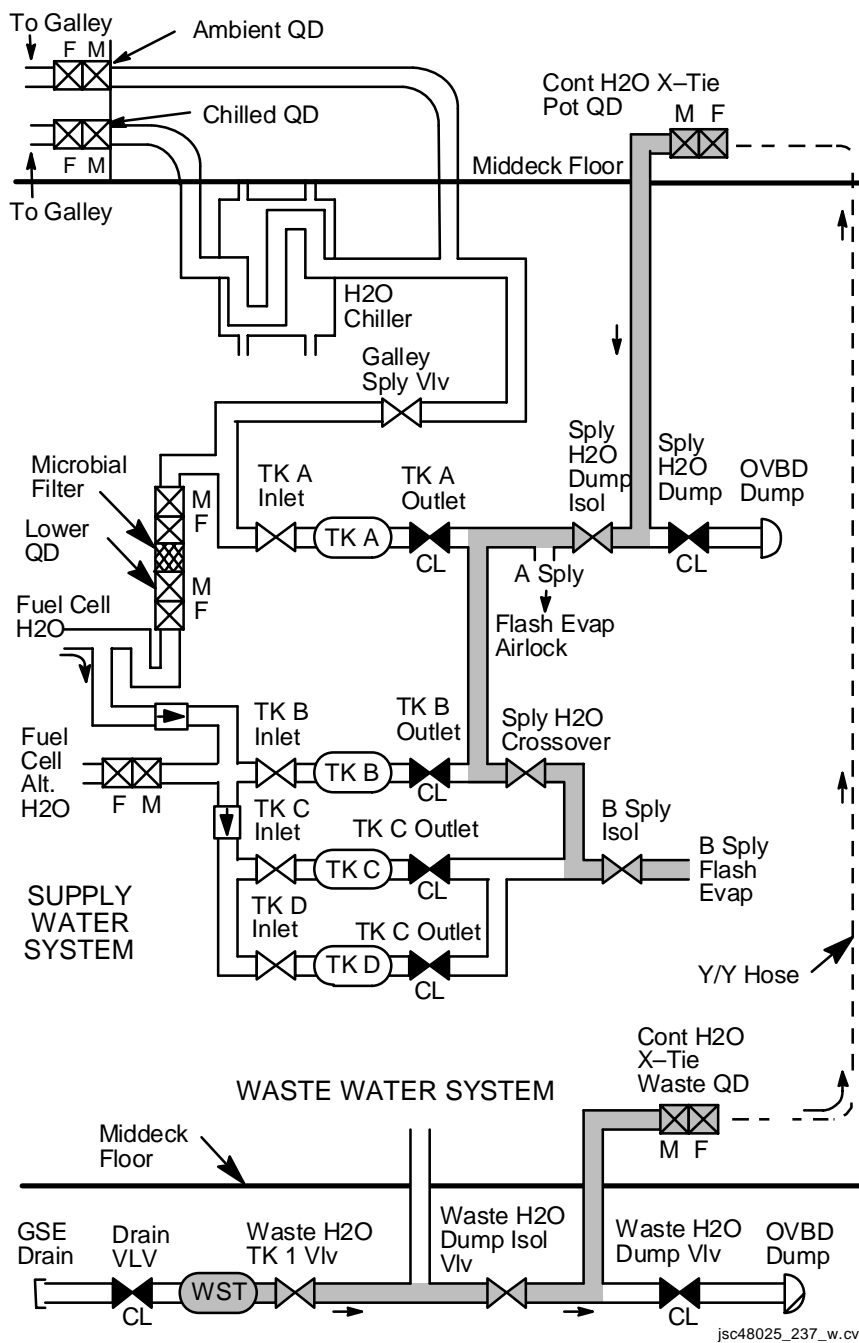 To Galley
F M
Ambient QD
Chilled QD
F M
To Galley
Cont H2O X–Tie
Pot QD
M F
Middeck Floor
H2O
Chiller
Galley
Sply Vlv
Microbial
Filter
Lower
QD
M
F
M
F
TK A
Inlet
TK A
TK A
Outlet
CL
Sply
H2O
Dump
Isol
Sply
H2O
Dump
CL
OVBD
Dump
A Sply
Flash Evap
Airlock
Fuel Cell
H2O
Fuel
Cell
Alt.
H2O
F M
TK B
Inlet
TK B
TK B
Outlet
CL
Sply H2O
Crossover
TK C
Inlet
TK C
TK C Outlet
CL
B Sply
Isol
B Sply
Flash
Evap
TK D
Inlet
TK D
TK C Outlet
CL
SUPPLY
WATER
SYSTEM
Y/Y Hose
Cont H2O
X–Tie
Waste QD
M F
WASTE WATER SYSTEM
Middeck
Floor
GSE
Drain
Drain
VLV
CL
WST
Waste H2O
TK 1 Vlv
Waste H2O
Dump Isol
Vlv
Waste H2O
Dump Vlv
CL
OVBD
Dump
jsc48025_237_w.cv